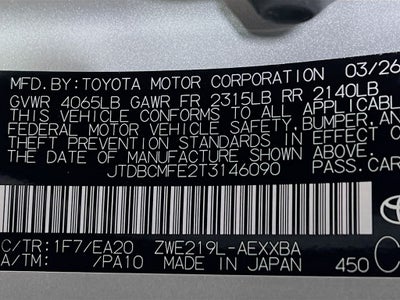 MFD.BY:TOYOTA MOTOR CORPORATION 03/26
GVWR 4065LB GAWR FR 2315LB RR 2140LB
THIS VEHICLE CONFORMS TO ALL APPLICABL
FEDERAL MOTOR VEHICLE SAFETY, BUMPER, AN
THEFT PREVENTION STANDARDS IN EFFECT ON
THE DATE OF MANUFACTURE SHOWN ABOVE.
JTDBCMFE2T3146090 PASS.CAR
C/TR:1F7/EA20 ZWE219L-AEXXBA
A/TM: /PA10 MADE IN JAPAN 450
C